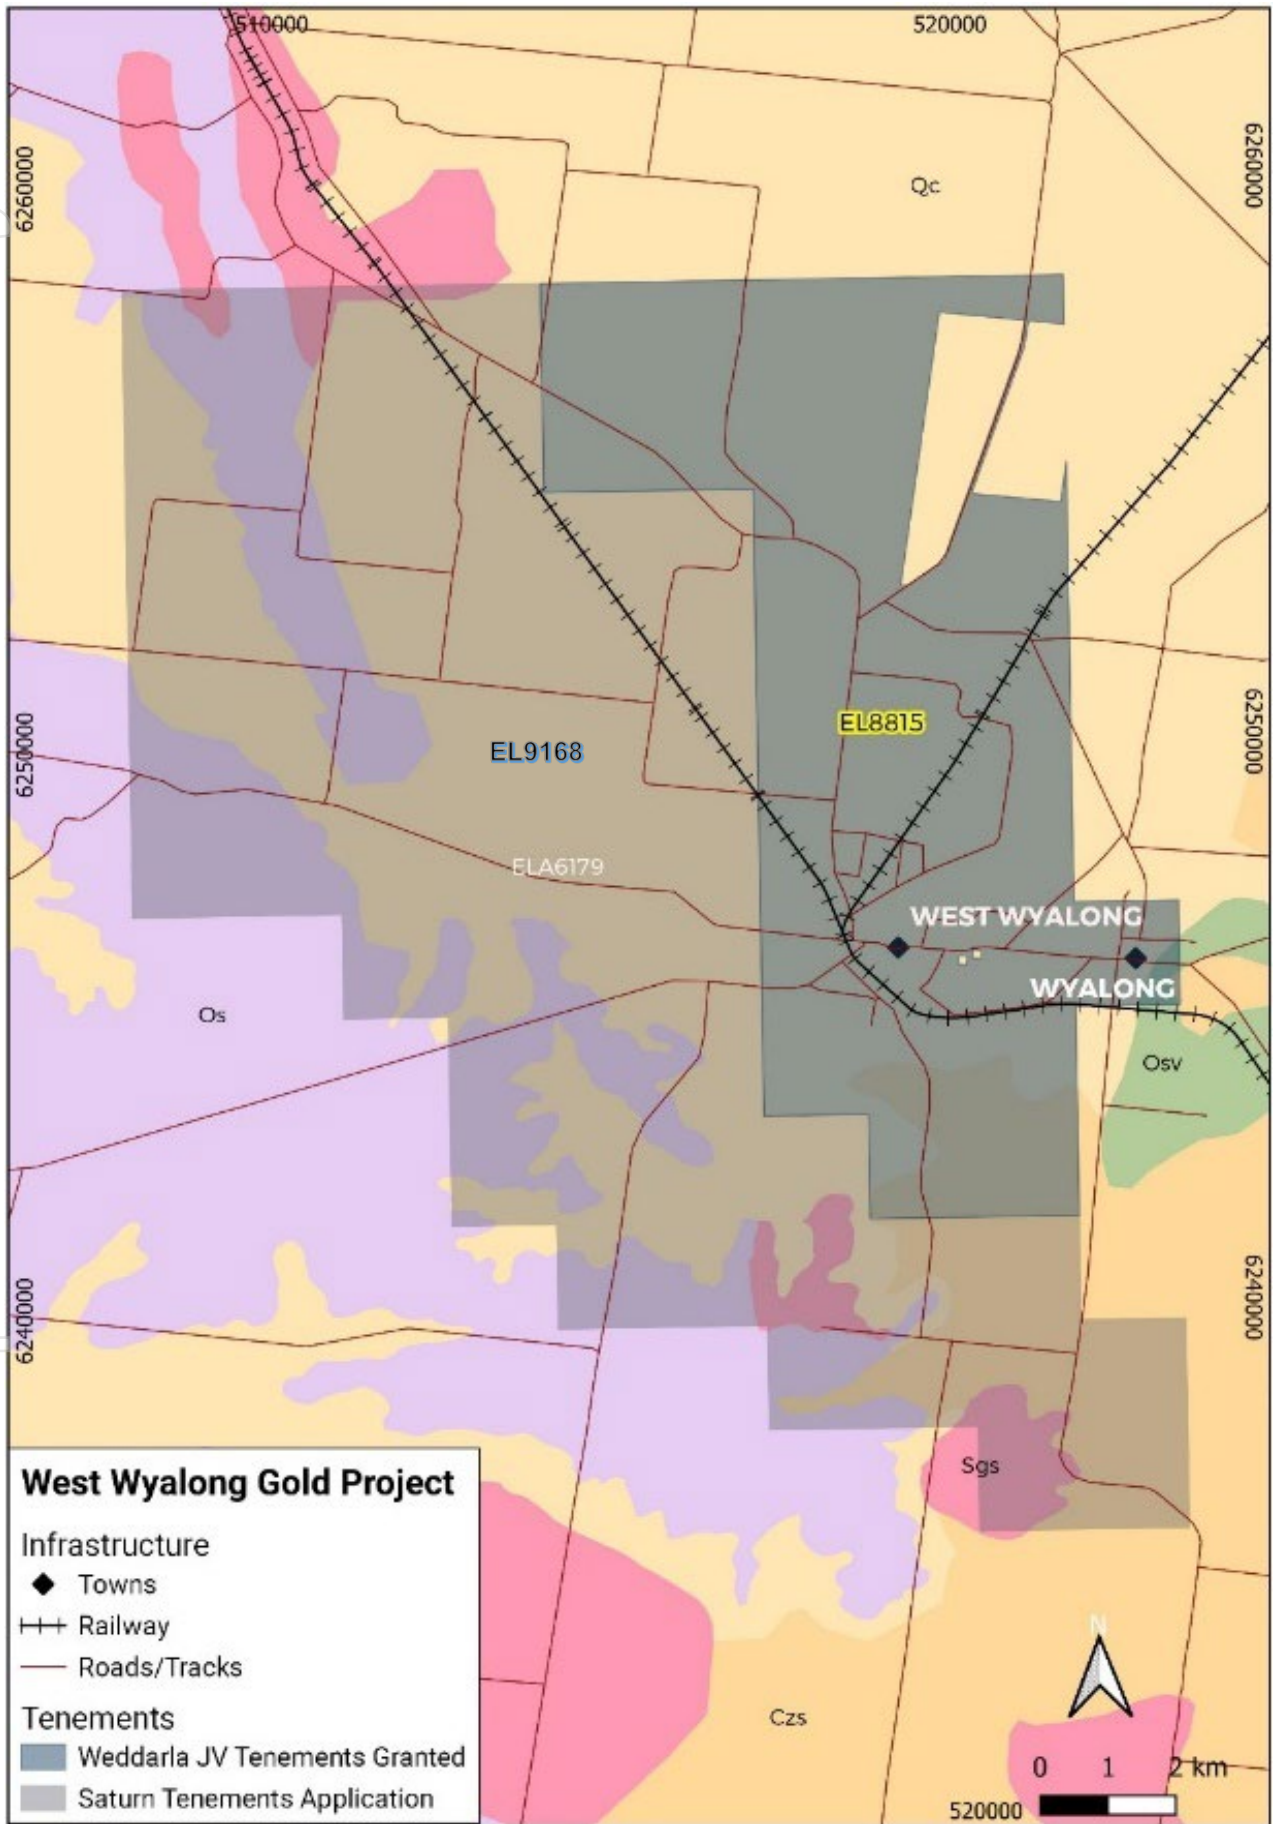 510000
520000
6260000
6260000
Qc
EL8815
EL9168
6250000
6250000
ELA6179
WEST WYALONG
WYALONG
Os
Osv
6240000
6240000
Sgs
West Wyalong Gold Project
Infrastructure
Towns
Railway
Roads/Tracks
Tenements
Weddarla JV Tenements Granted
Saturn Tenements Application
Czs
N
0 1 2 km
520000